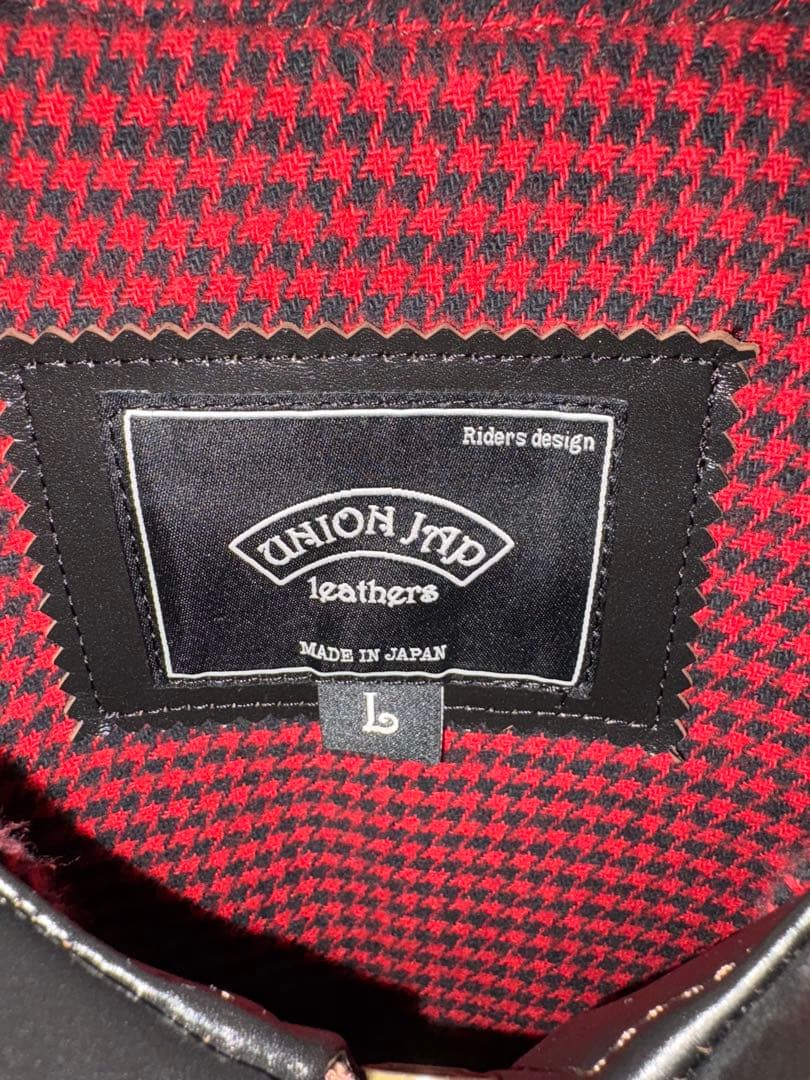 Riders design
UNION JAP
leathers
MADE IN JAPAN
L